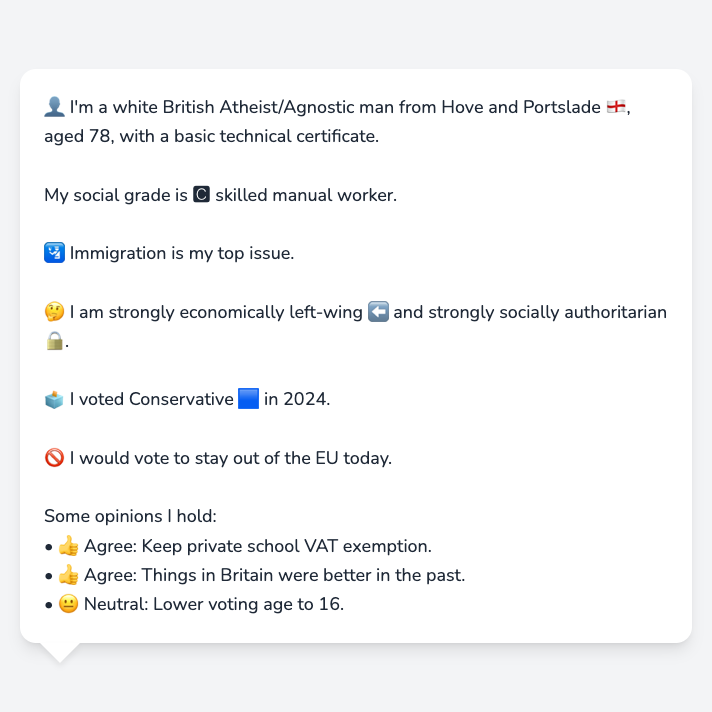 👤 I'm a white British Atheist/Agnostic man from Hove and Portslade 🏴󠁧󠁢󠁥󠁮󠁧󠁿,
aged 78, with a basic technical certificate.
My social grade is 🅲 skilled manual worker.
🛂 Immigration is my top issue.
🤔 I am strongly economically left-wing ⬅️ and strongly socially authoritarian
🔒.
🗳️ I voted Conservative 🟦 in 2024.
🚫 I would vote to stay out of the EU today.
Some opinions I hold:
• 👍 Agree: Keep private school VAT exemption.
• 👍 Agree: Things in Britain were better in the past.
• 😐 Neutral: Lower voting age to 16.